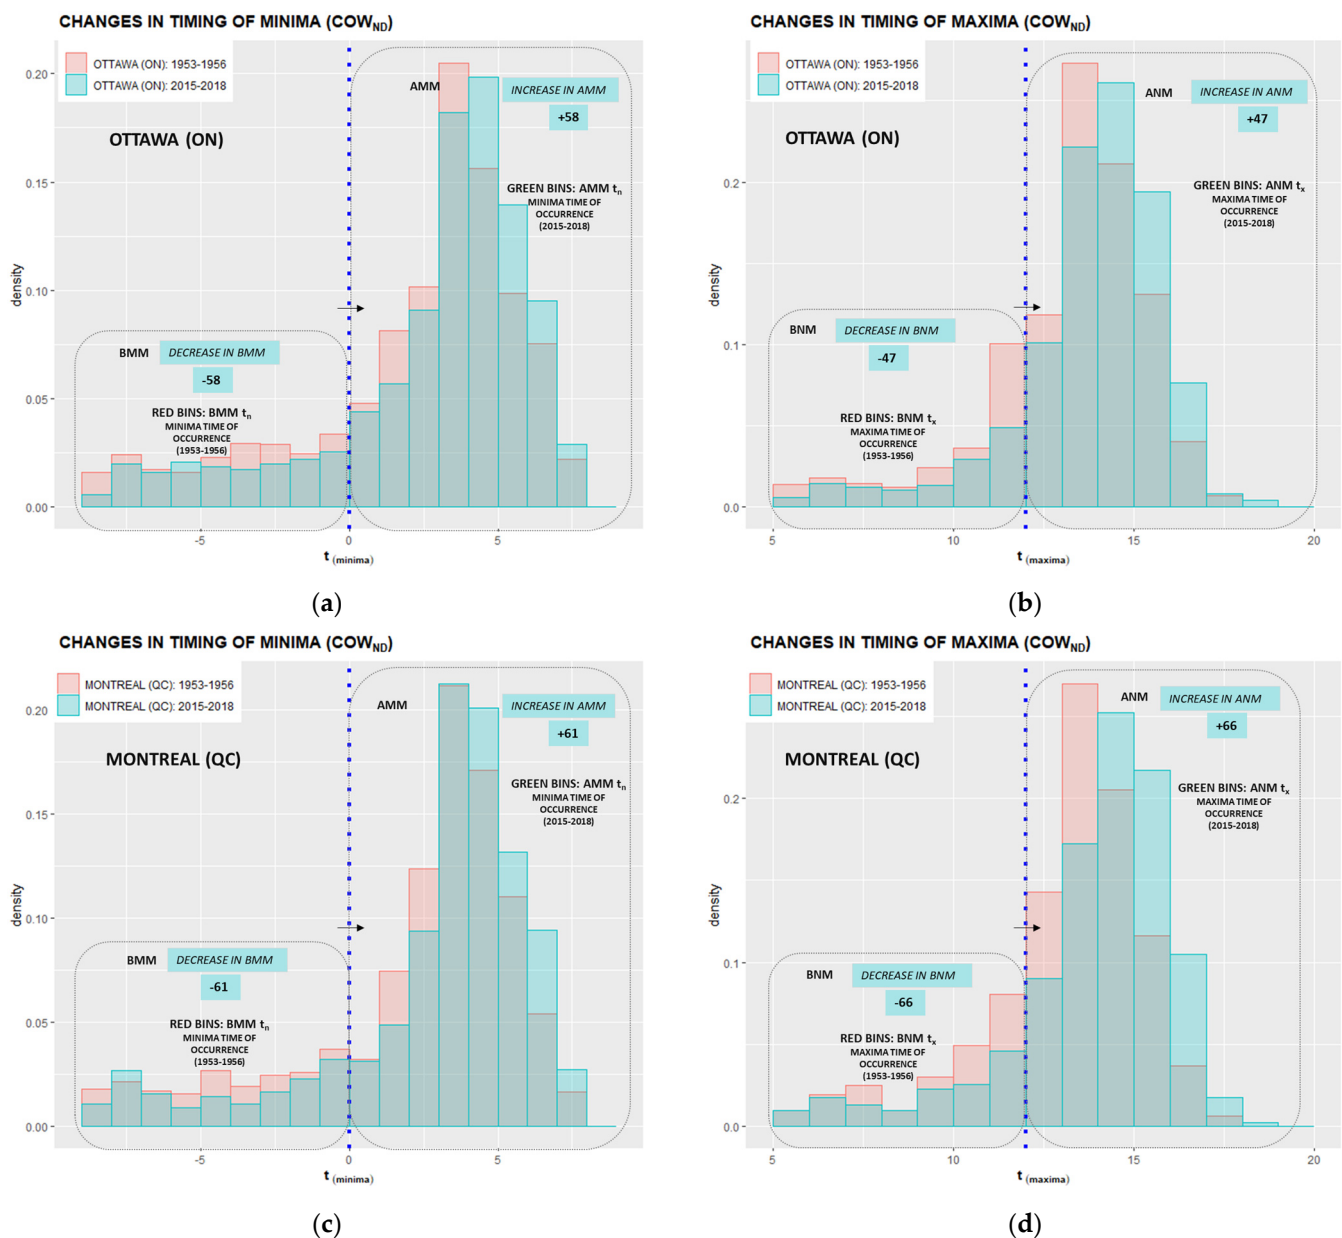 CHANGES IN TIMING OF MINIMA (COWND)
OTTAWA (ON): 1953-1956
OTTAWA (ON): 2015-2018
OTTAWA (ON)
AMM
INCREASE IN AMM
+58
GREEN BINS: AMM tn
MINIMA TIME OF
OCCURRENCE
(2015-2018)
BMM
DECREASE IN BMM
-58
RED BINS: BMM tn
MINIMA TIME OF
OCCURRENCE
(1953-1956)
density
0.20
0.15
0.10
0.05
0.00
-5
0
5
t (minima)
(a)
CHANGES IN TIMING OF MAXIMA (COWND)
OTTAWA (ON): 1953-1956
OTTAWA (ON): 2015-2018
OTTAWA (ON)
ANM
INCREASE IN ANM
+47
GREEN BINS: ANM tx
MAXIMA TIME OF
OCCURRENCE
(2015-2018)
BNM
DECREASE IN BNM
-47
RED BINS: BNM tx
MAXIMA TIME OF
OCCURRENCE
(1953-1956)
density
0.2
0.1
0.0
5
10
15
20
t (maxima)
(b)
CHANGES IN TIMING OF MINIMA (COWND)
MONTREAL (QC): 1953-1956
MONTREAL (QC): 2015-2018
MONTREAL (QC)
AMM
INCREASE IN AMM
+61
GREEN BINS: AMM tn
MINIMA TIME OF
OCCURRENCE
(2015-2018)
BMM
DECREASE IN BMM
-61
RED BINS: BMM tn
MINIMA TIME OF
OCCURRENCE
(1953-1956)
density
0.20
0.15
0.10
0.05
0.00
-5
0
5
t (minima)
(c)
CHANGES IN TIMING OF MAXIMA (COWND)
MONTREAL (QC): 1953-1956
MONTREAL (QC): 2015-2018
MONTREAL (QC)
ANM
INCREASE IN ANM
+66
GREEN BINS: ANM tx
MAXIMA TIME OF
OCCURRENCE
(2015-2018)
BNM
DECREASE IN BNM
-66
RED BINS: BNM tx
MAXIMA TIME OF
OCCURRENCE
(1953-1956)
density
0.2
0.1
0.0
5
10
15
20
t (maxima)
(d)